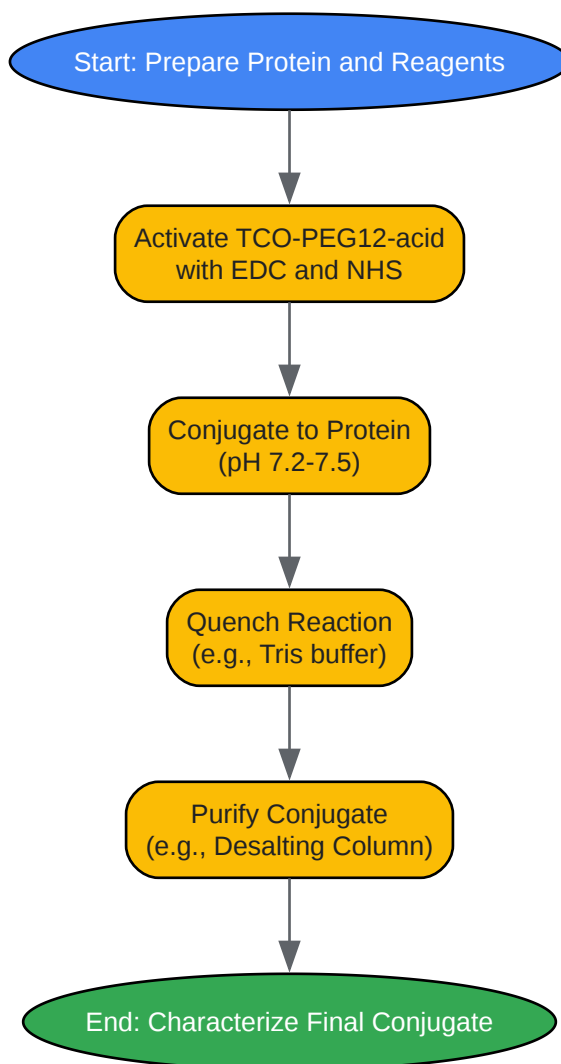 Start: Prepare Protein and Reagents
Activate TCO-PEG12-acid
with EDC and NHS
Conjugate to Protein
(pH 7.2-7.5)
Quench Reaction
(e.g., Tris buffer)
Purify Conjugate
(e.g., Desalting Column)
End: Characterize Final Conjugate